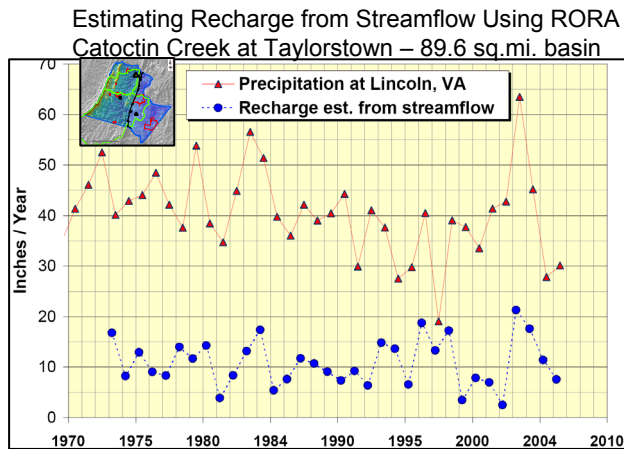 Estimating Recharge from Streamflow Using RORA
Catoctin Creek at Taylorstown – 89.6 sq.mi. basin
Precipitation at Lincoln, VA
Recharge est. from streamflow
Inches / Year
70
60
50
40
30
20
10
0
1970 1975 1980 1984 1990 1995 2000 2004 2010